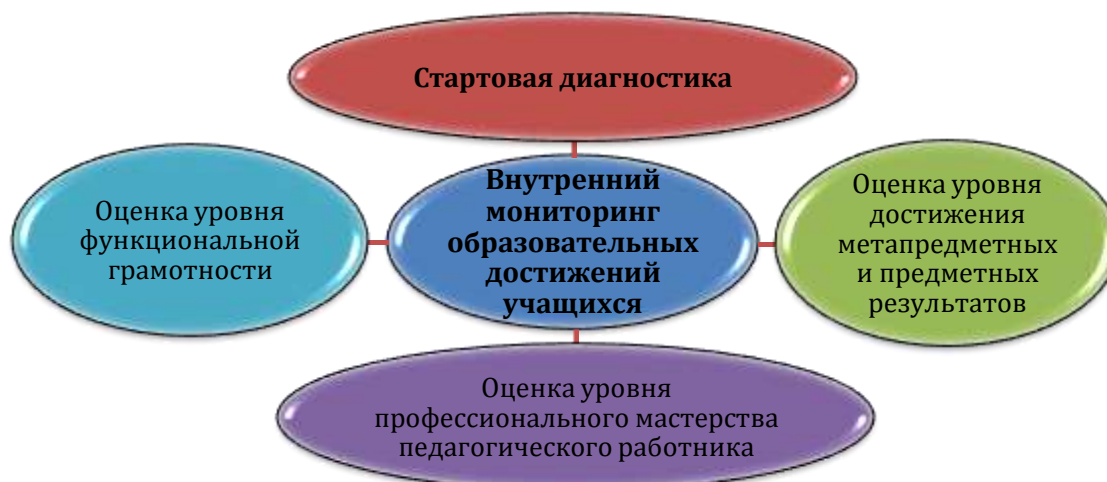 Стартовая диагностика
Оценка уровня
функциональной
грамотности
Внутренний
мониторинг
образовательных
достижений
учащихся
Оценка уровня
достижения
метапредметных
и предметных
результатов
Оценка уровня
профессионального мастерства
педагогического работника